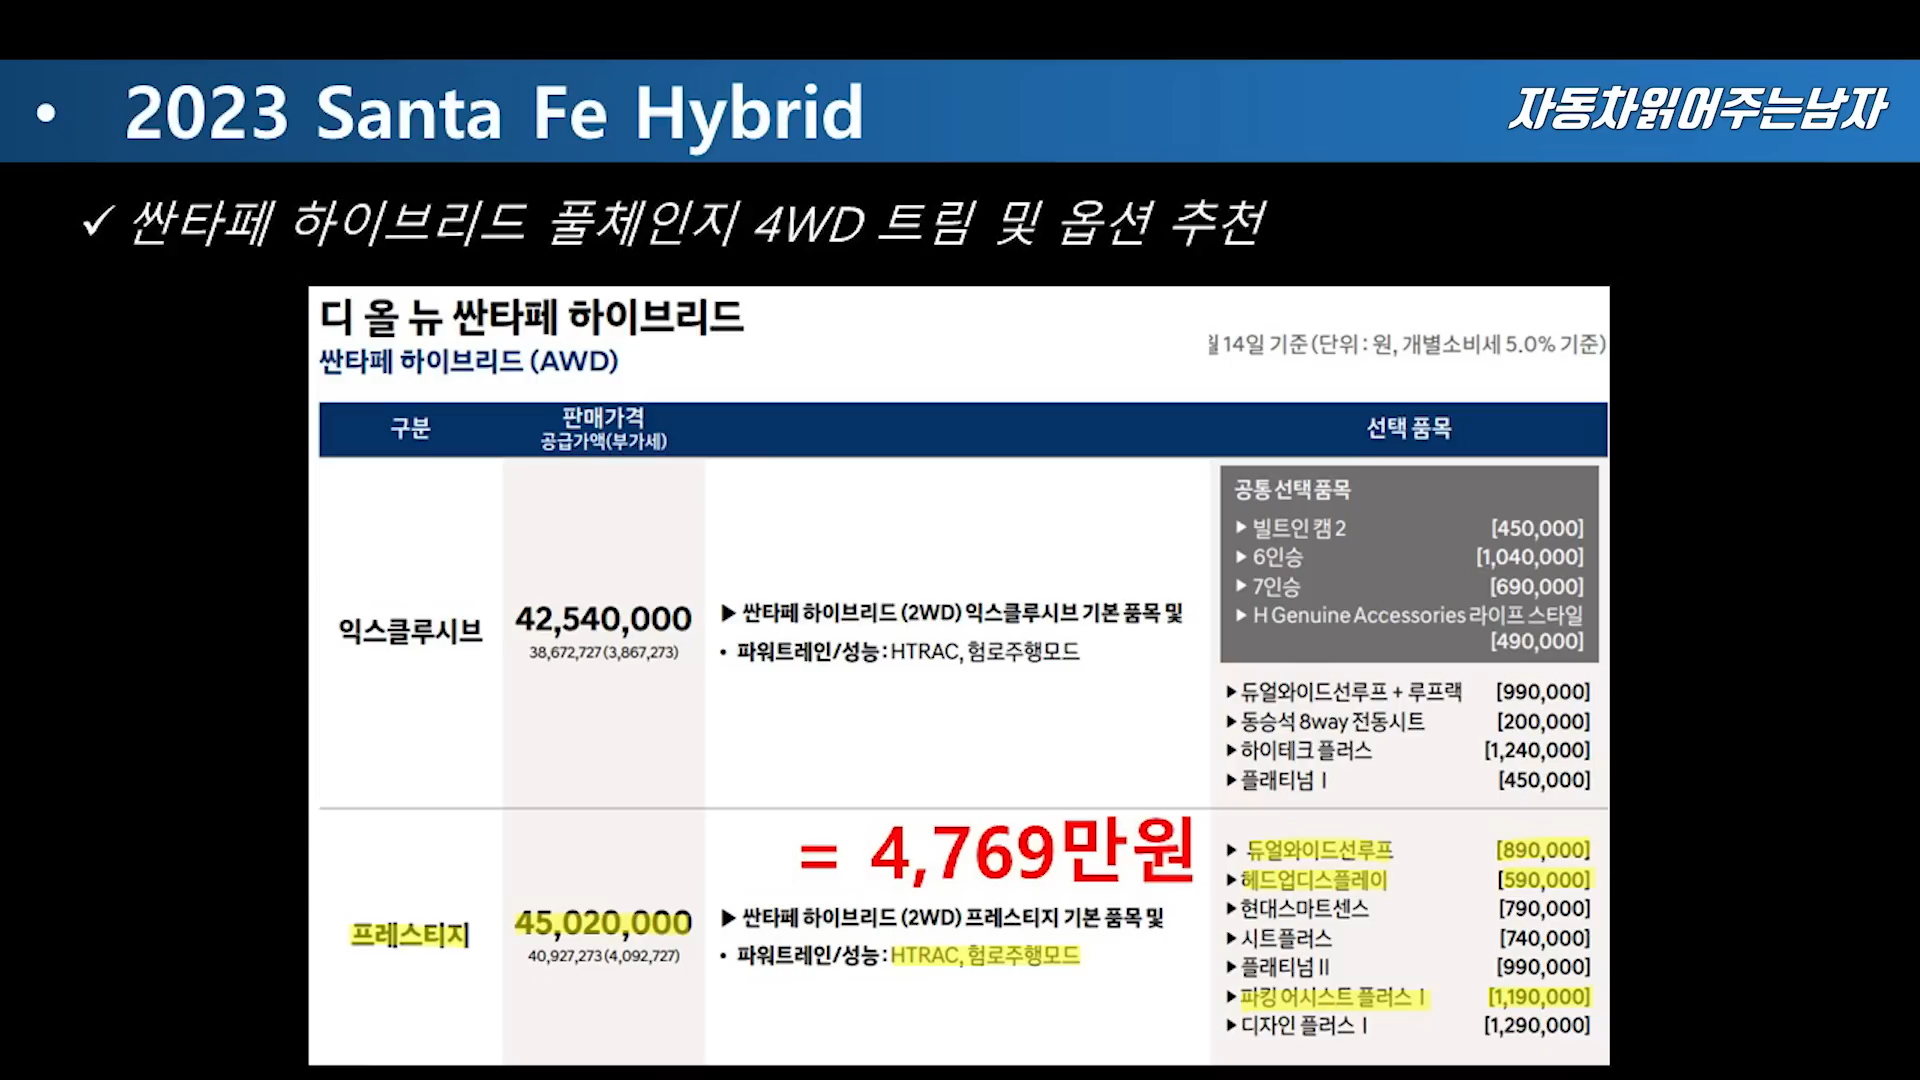 • 2023 Santa Fe Hybrid
자동차읽어주는남자
✓ 싼타페 하이브리드 풀체인지 4WD 트림 및 옵션 추천
디 올 뉴 싼타페 하이브리드
싼타페 하이브리드 (AWD)
월 14일 기준 (단위 : 원, 개별소비세 5.0% 기준)
구분
판매가격
공급가액(부가세)
선택 품목
익스클루시브
42,540,000
38,672,727 (3,867,273)
▶ 싼타페 하이브리드 (2WD) 익스클루시브 기본 품목 및
• 파워트레인/성능 : HTRAC, 험로주행모드
공통 선택 품목
▶ 빌트인 캠 2 [450,000]
▶ 6인승 [1,040,000]
▶ 7인승 [690,000]
▶ H Genuine Accessories 라이프 스타일
[490,000]
▶ 듀얼와이드선루프 + 루프랙 [990,000]
▶ 동승석 8way 전동시트 [200,000]
▶ 하이테크 플러스 [1,240,000]
▶ 플래티넘 Ⅰ [450,000]
= 4,769만원
프레스티지
45,020,000
40,927,273 (4,092,727)
▶ 싼타페 하이브리드 (2WD) 프레스티지 기본 품목 및
• 파워트레인/성능 : HTRAC, 험로주행모드
▶ 듀얼와이드선루프 [890,000]
▶ 헤드업디스플레이 [590,000]
▶ 현대스마트센스 [790,000]
▶ 시트플러스 [740,000]
▶ 플래티넘 Ⅱ [990,000]
▶ 파킹 어시스트 플러스 Ⅰ [1,190,000]
▶ 디자인 플러스 Ⅰ [1,290,000]